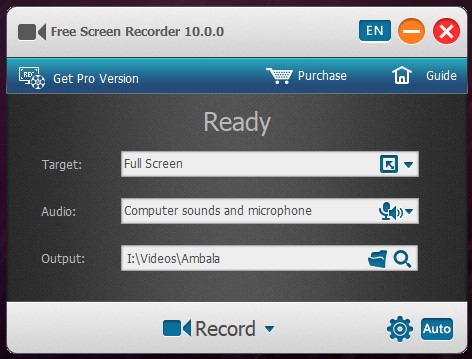 Free Screen Recorder 10.0.0
EN
REC
Get Pro Version
Purchase
Guide
Ready
Target:
Full Screen
Audio:
Computer sounds and microphone
Output:
I:\Videos\Ambala
Record
Auto